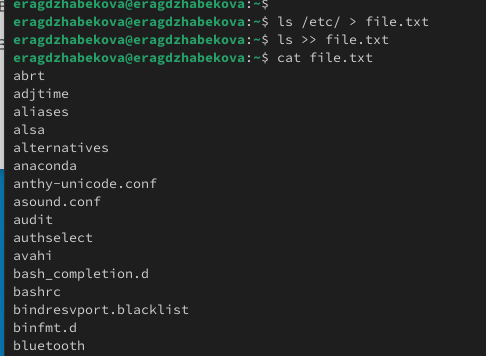 eragdzhabekova@eragdzhabekova:~$
eragdzhabekova@eragdzhabekova:~$ ls /etc/ > file.txt
eragdzhabekova@eragdzhabekova:~$ ls >> file.txt
eragdzhabekova@eragdzhabekova:~$ cat file.txt
abrt
adjtime
aliases
alsa
alternatives
anaconda
anthy-unicode.conf
asound.conf
audit
authselect
avahi
bash_completion.d
bashrc
bindresvport.blacklist
binfmt.d
bluetooth